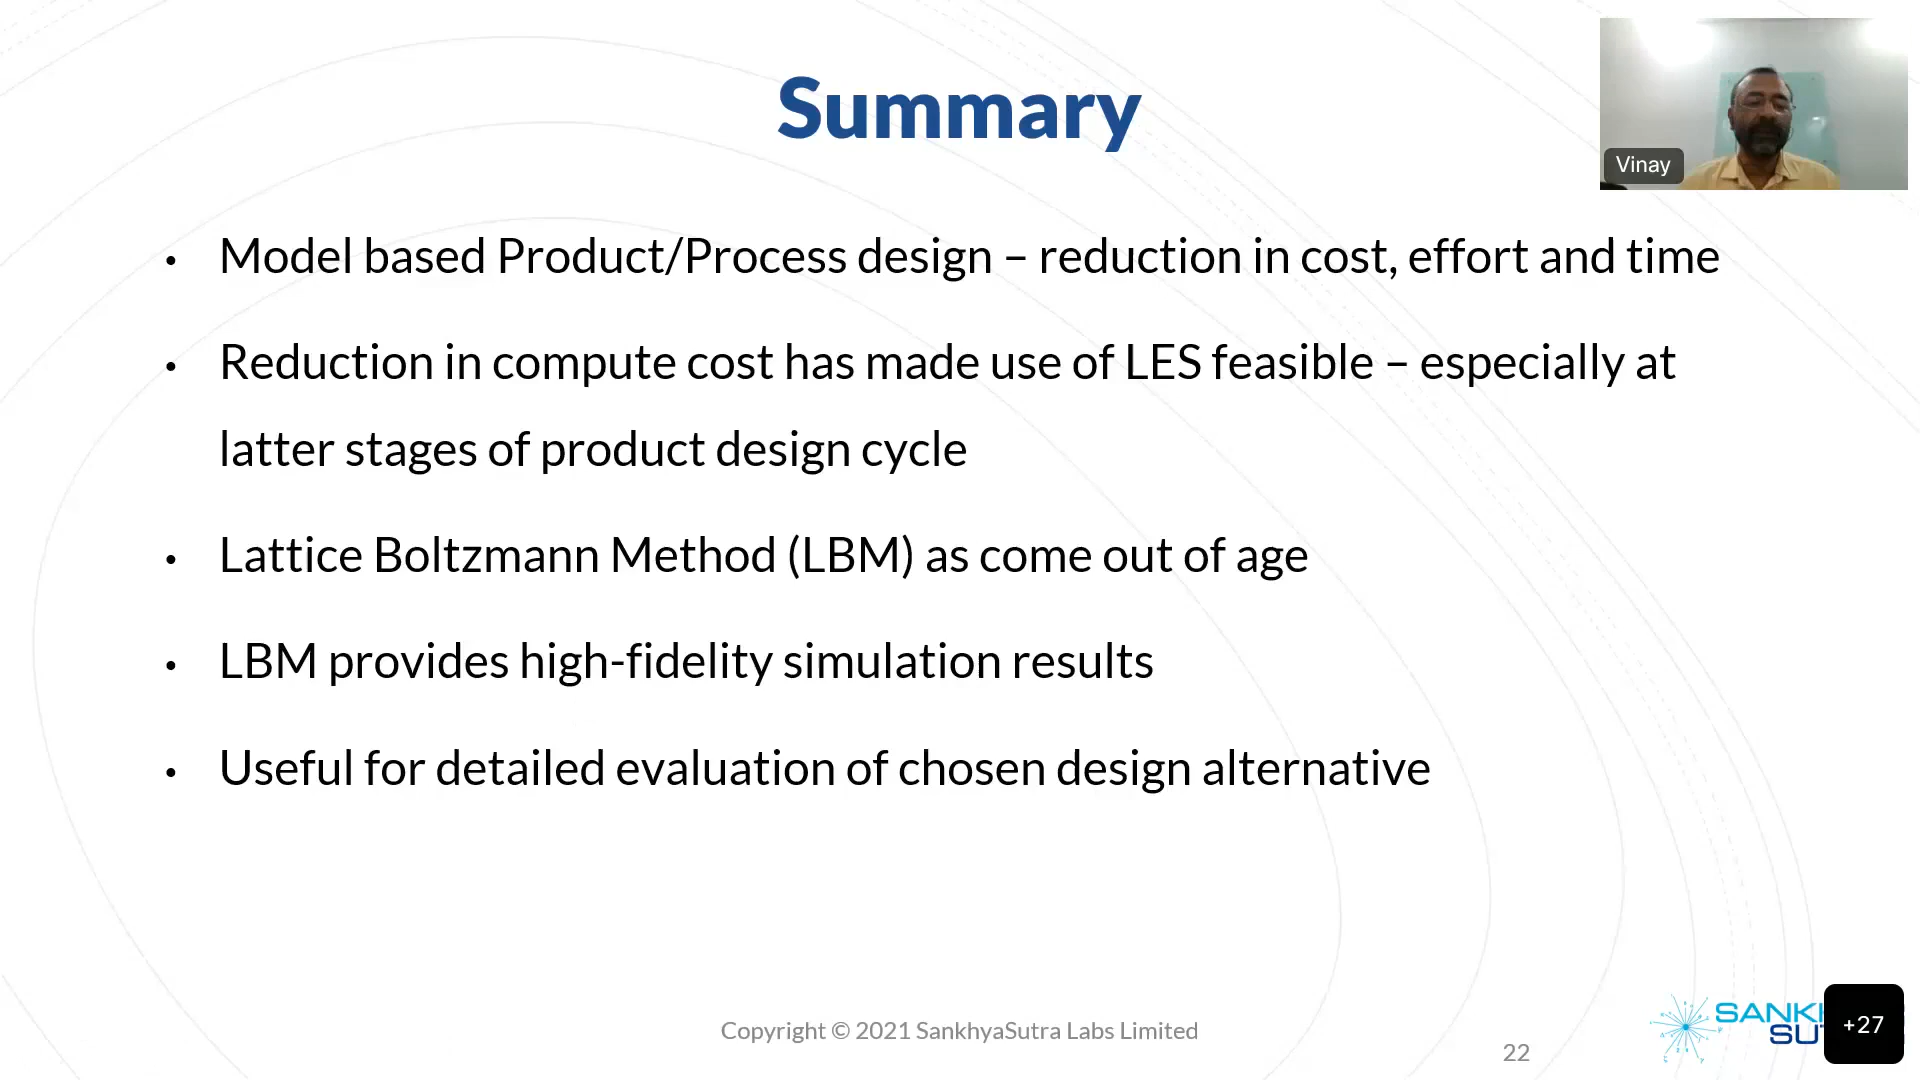 Summary
Vinay
• Model based Product/Process design – reduction in cost, effort and time
• Reduction in compute cost has made use of LES feasible – especially at
latter stages of product design cycle
• Lattice Boltzmann Method (LBM) as come out of age
• LBM provides high-fidelity simulation results
• Useful for detailed evaluation of chosen design alternative
Copyright © 2021 SankhyaSutra Labs Limited
22
+27